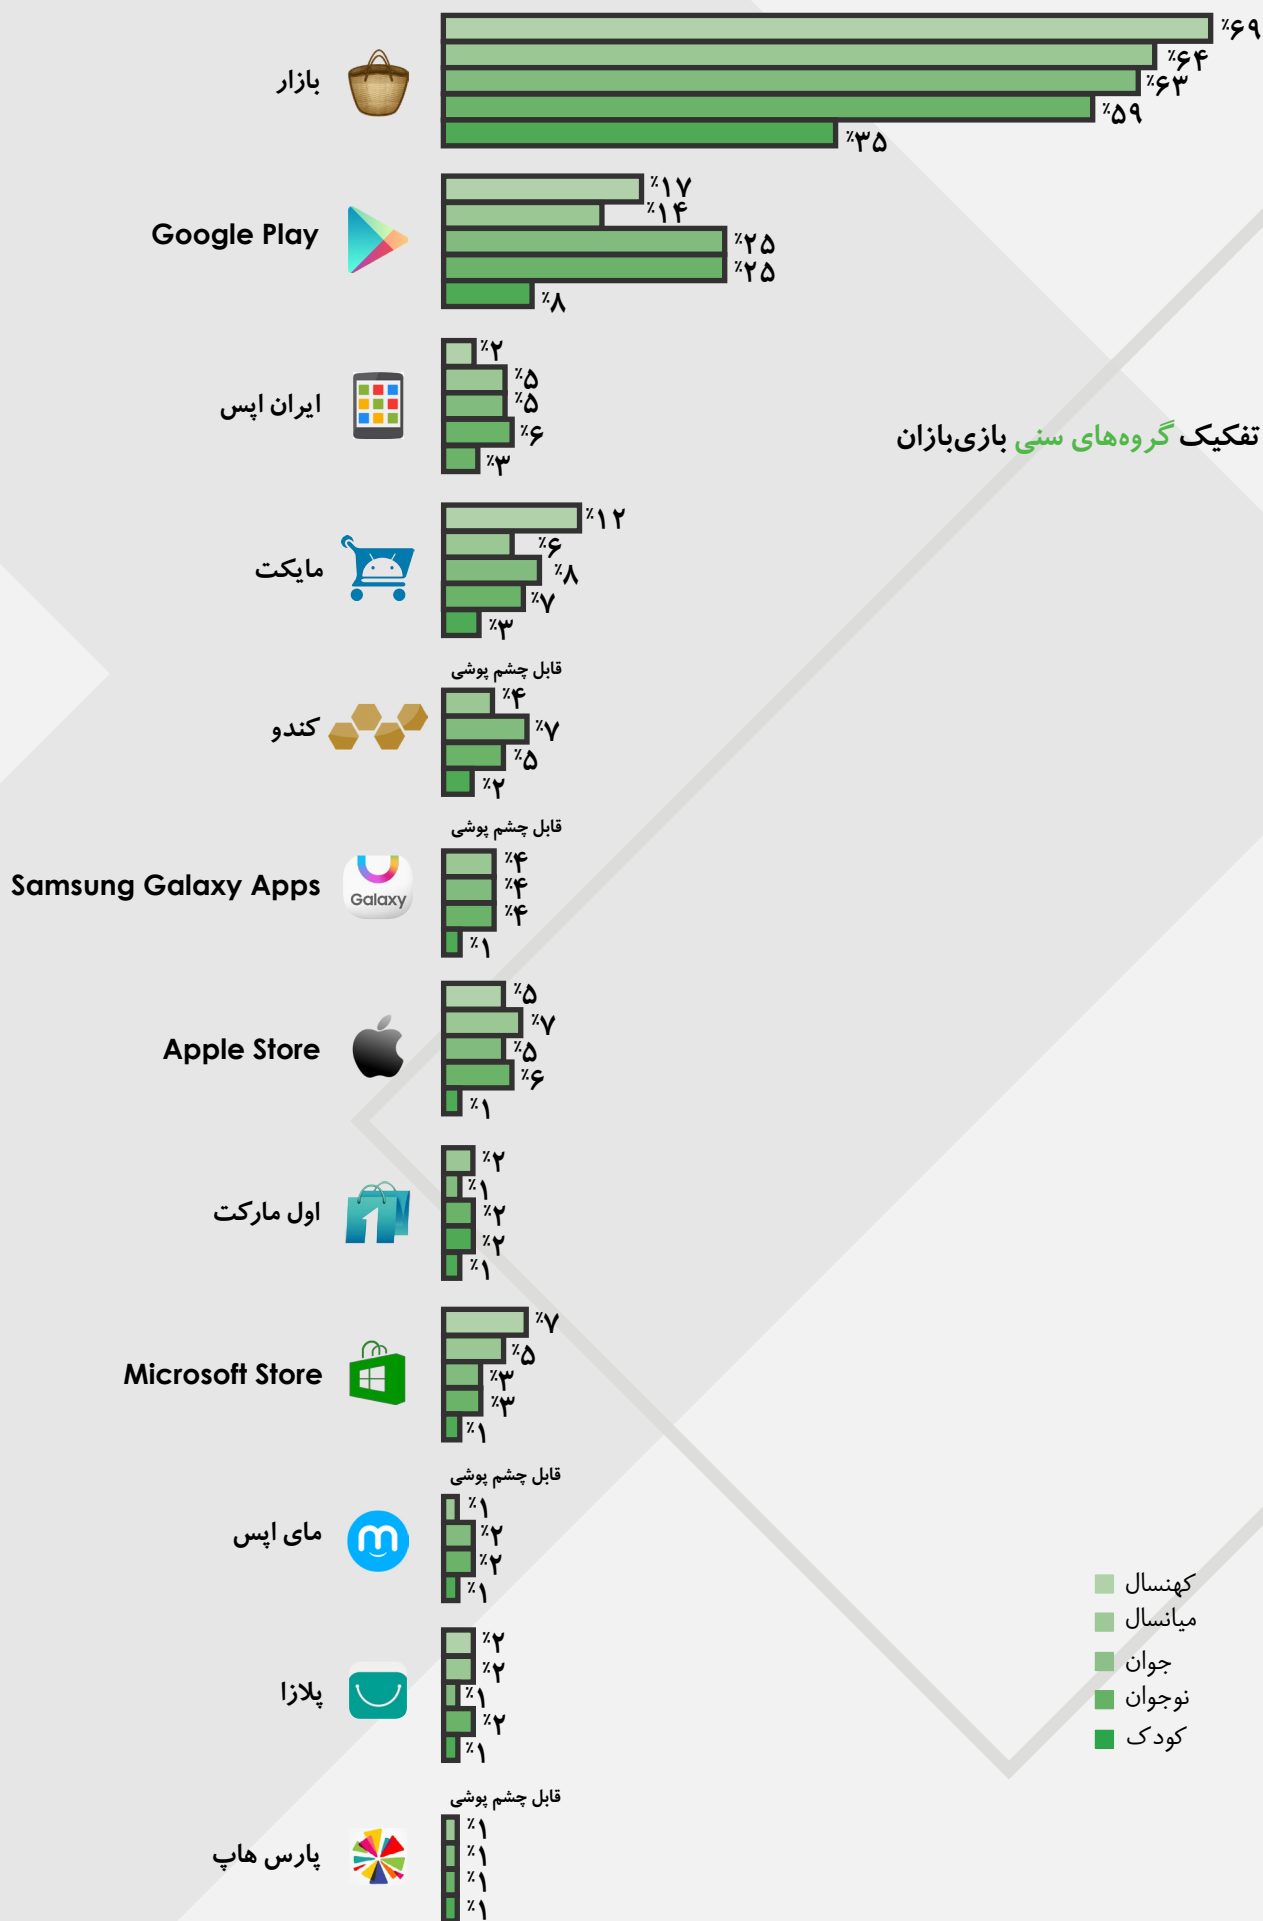 بازار
٪۶۹
٪۶۴
٪۶۳
٪۵۹
٪۳۵
Google Play
٪۱۷
٪۱۴
٪۲۵
٪۲۵
٪۸
ایران اپس
٪۲
٪۵
٪۵
٪۶
٪۳
تفکیک گروه‌های سنی بازی‌بازان
مایکت
٪۱۲
٪۶
٪۸
٪۷
٪۳
کندو
قابل چشم پوشی
٪۴
٪۷
٪۵
٪۲
Samsung Galaxy Apps
Galaxy
قابل چشم پوشی
٪۴
٪۴
٪۴
٪۱
Apple Store
٪۵
٪۷
٪۵
٪۶
٪۱
اول مارکت
٪۲
٪۱
٪۲
٪۲
٪۱
Microsoft Store
٪۷
٪۵
٪۳
٪۳
٪۱
مای اپس
قابل چشم پوشی
٪۱
٪۲
٪۲
٪۱
پلازا
٪۲
٪۲
٪۱
٪۲
٪۱
پارس هاپ
قابل چشم پوشی
٪۱
٪۱
٪۱
٪۱
کهنسال
میانسال
جوان
نوجوان
کودک